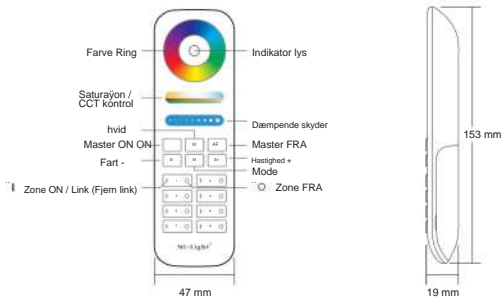 Farve Ring
Indikator lys
Saturaÿon /
CCT kontrol
Dæmpende skyder
hvid
Master ON ON
W
AF
Master FRA
Fart -
S-
M
S+
Hastighed +
Mode
Zone ON / Link (Fjern link)
Zone FRA
Mi·Light
153 mm
47 mm
19 mm